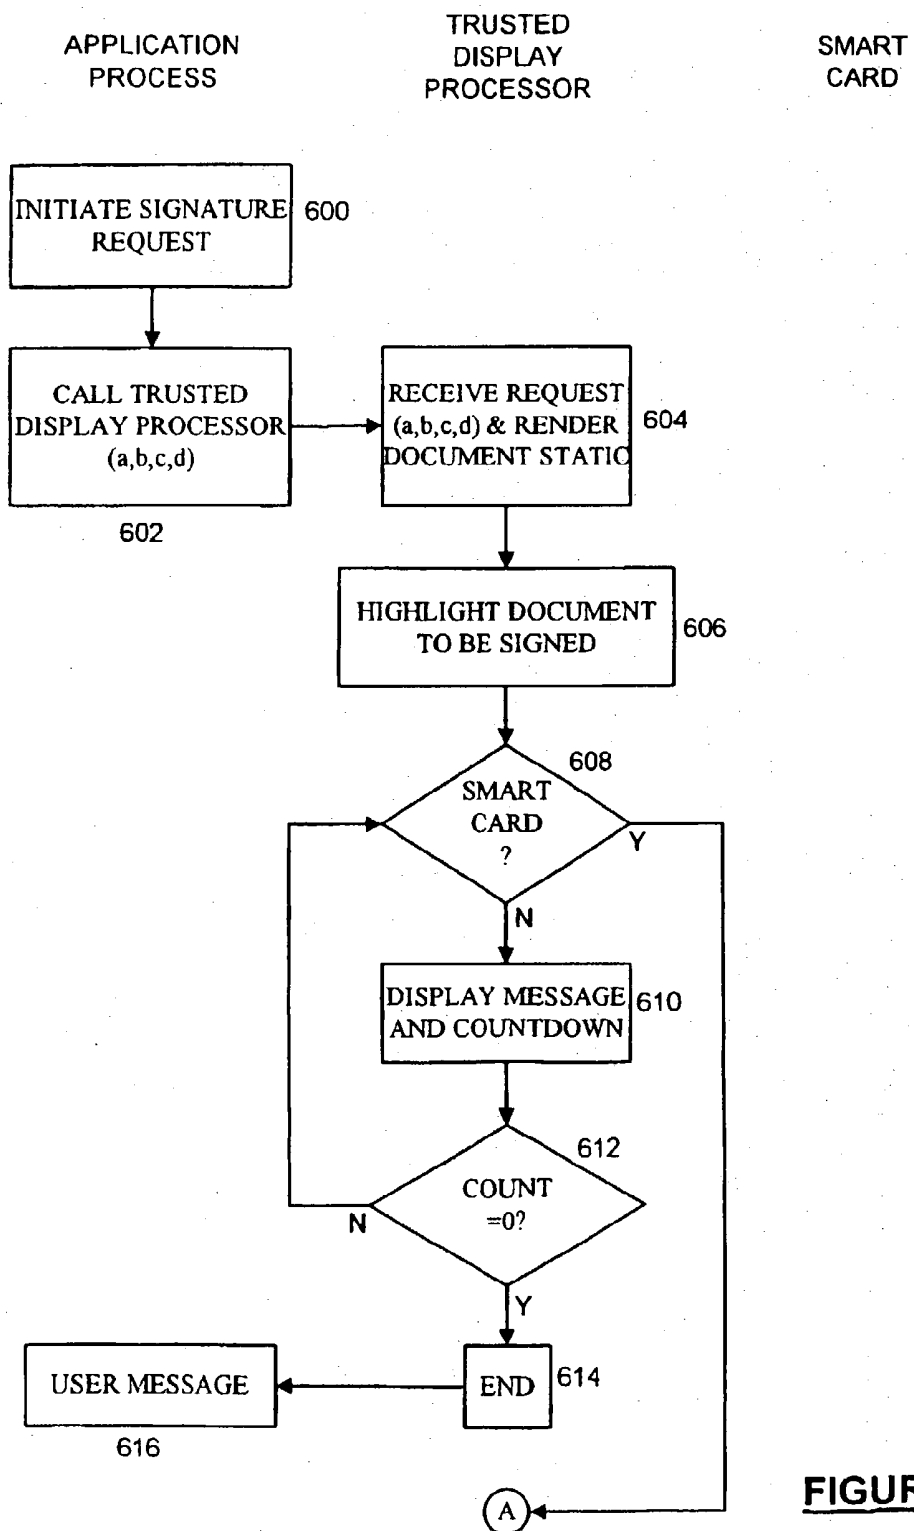 APPLICATION
PROCESS
TRUSTED
DISPLAY
PROCESSOR
SMART
CARD
INITIATE SIGNATURE
REQUEST
600
CALL TRUSTED
DISPLAY PROCESSOR
(a,b,c,d)
602
RECEIVE REQUEST
(a,b,c,d) & RENDER
DOCUMENT STATIC
604
HIGHLIGHT DOCUMENT
TO BE SIGNED
606
608
SMART
CARD
?
Y
N
DISPLAY MESSAGE
AND COUNTDOWN
610
612
COUNT
=0?
N
Y
END
614
USER MESSAGE
616
A
FIGUR